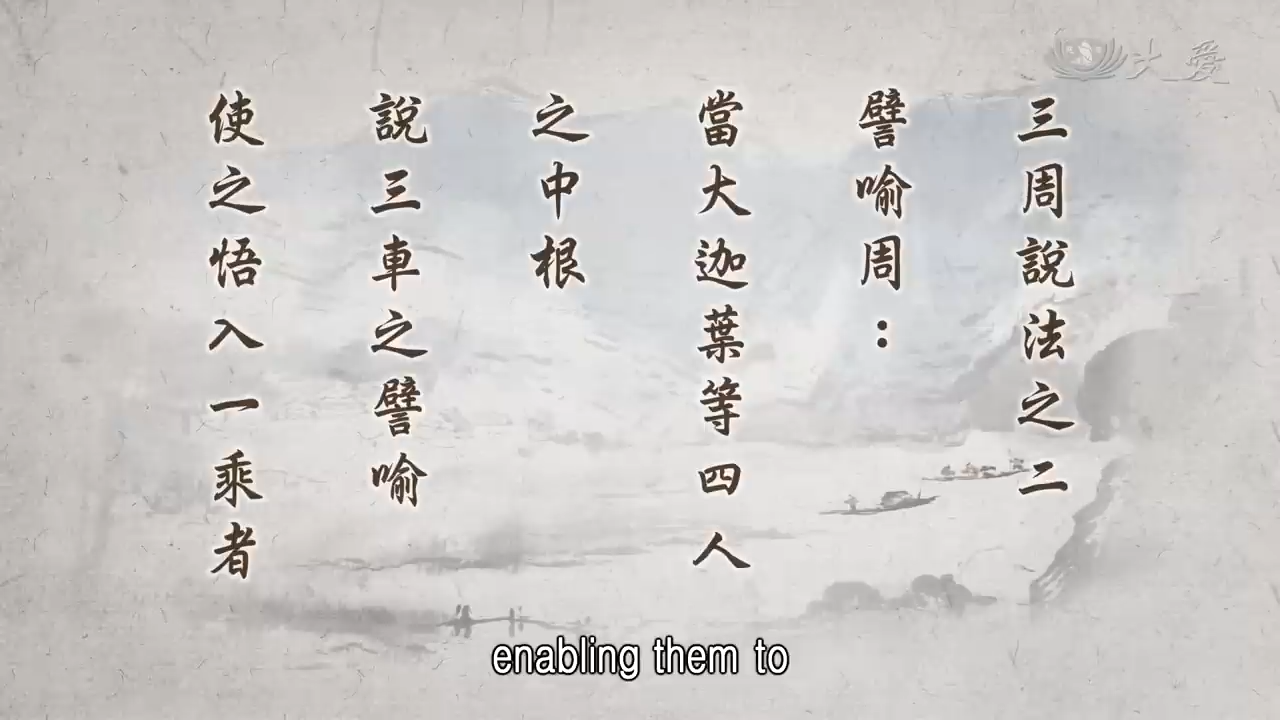 大愛
三周說法之二
譬喻周：
當大迦葉等四人
之中根
說三車之譬喻
使之悟入一乘者
enabling them to